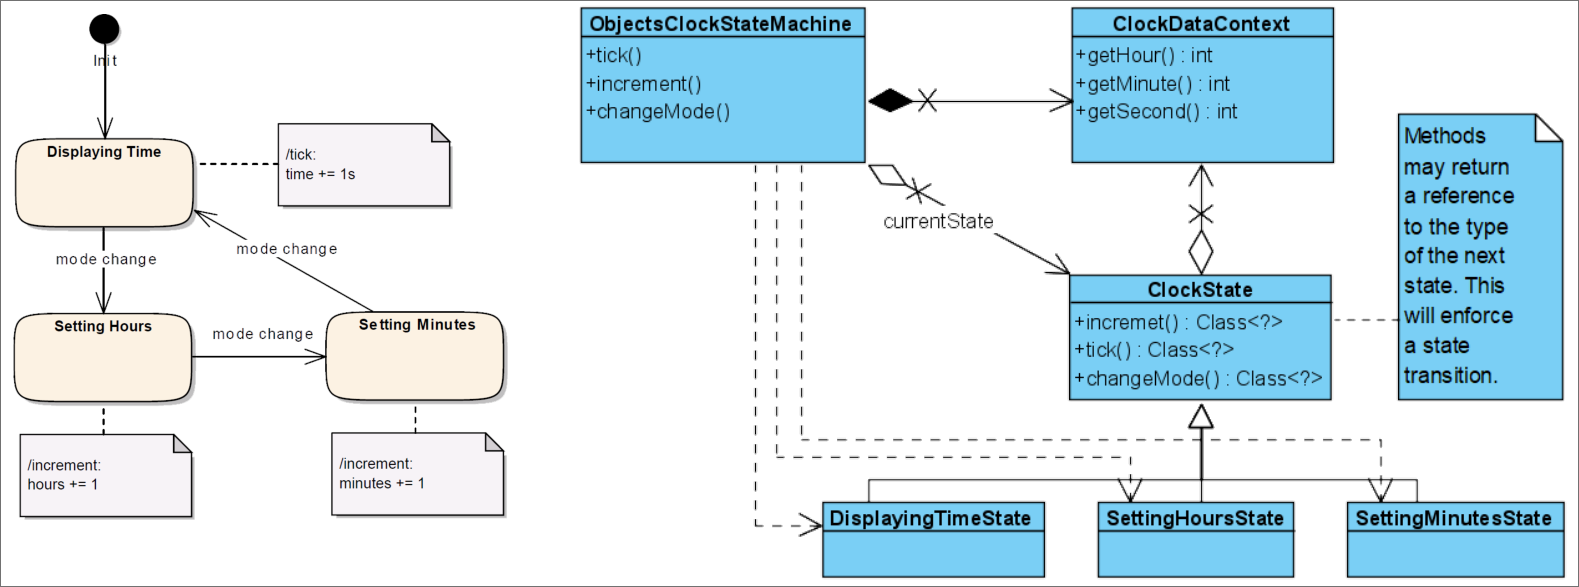 Init
Displaying Time
/tick:
time += 1s
mode change
mode change
Setting Hours
mode change
Setting Minutes
/increment:
hours += 1
/increment:
minutes += 1
ObjectsClockStateMachine
+tick()
+increment()
+changeMode()
ClockDataContext
+getHour() : int
+getMinute() : int
+getSecond() : int
currentState
ClockState
+incremet() : Class<?>
+tick() : Class<?>
+changeMode() : Class<?>
Methods
may return
a reference
to the type
of the next
state. This
will enforce
a state
transition.
DisplayingTimeState
SettingHoursState
SettingMinutesState